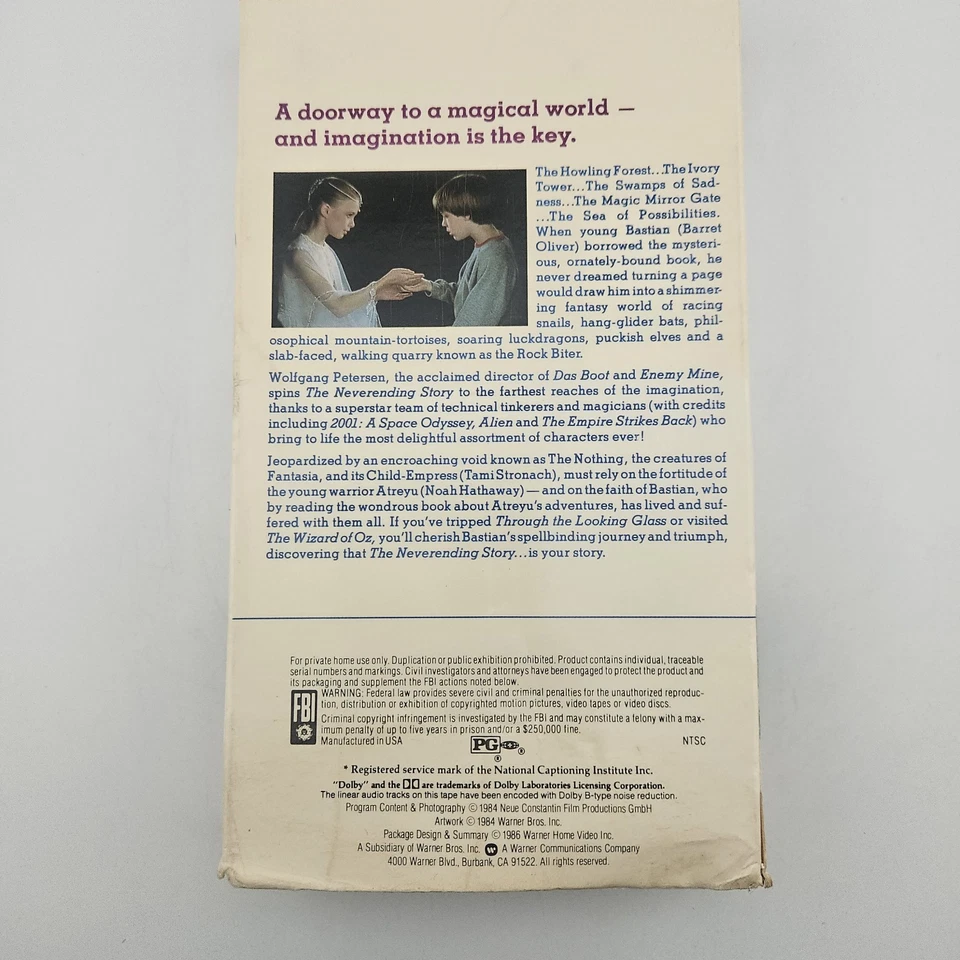 A doorway to a magical world —
and imagination is the key.
The Howling Forest...The Ivory
Tower...The Swamps of Sad-
ness...The Magic Mirror Gate
...The Sea of Possibilities.
When young Bastian (Barret
Oliver) borrowed the mysteri-
ous, ornately-bound book, he
never dreamed turning a page
would draw him into a shimmer-
ing fantasy world of racing
snails, hang-glider bats, phil-
osophical mountain-tortoises, soaring luckdragons, puckish elves and a
slab-faced, walking quarry known as the Rock Biter.
Wolfgang Petersen, the acclaimed director of Das Boot and Enemy Mine,
spins The Neverending Story to the farthest reaches of the imagination,
thanks to a superstar team of technical tinkerers and magicians (with credits
including 2001: A Space Odyssey, Alien and The Empire Strikes Back) who
bring to life the most delightful assortment of characters ever!
Jeopardized by an encroaching void known as The Nothing, the creatures of
Fantasia, and its Child-Empress (Tami Stronach), must rely on the fortitude of
the young warrior Atreyu (Noah Hathaway) — and on the faith of Bastian, who
by reading the wondrous book about Atreyu's adventures, has lived and suf-
fered with them all. If you've tripped Through the Looking Glass or visited
The Wizard of Oz, you'll cherish Bastian's spellbinding journey and triumph,
discovering that The Neverending Story...is your story.
For private home use only. Duplication or public exhibition prohibited. Product contains individual, traceable
serial numbers and markings. Civil investigators and attorneys have been engaged to protect the product and
its packaging and supplement the FBI actions noted below.
FBI
WARNING: Federal law provides severe civil and criminal penalties for the unauthorized reproduc-
tion, distribution or exhibition of copyrighted motion pictures, video tapes or video discs.
Criminal copyright infringement is investigated by the FBI and may constitute a felony with a max-
imum penalty of up to five years in prison and/or a $250,000 fine.
Manufactured in USA PG ® ® NTSC
* Registered service mark of the National Captioning Institute Inc.
"Dolby" and the DD are trademarks of Dolby Laboratories Licensing Corporation.
The linear audio tracks on this tape have been encoded with Dolby B-type noise reduction.
Program Content & Photography © 1984 Neue Constantin Film Productions GmbH
Artwork © 1984 Warner Bros. Inc.
Package Design & Summary © 1986 Warner Home Video Inc.
A Subsidiary of Warner Bros. Inc. W A Warner Communications Company
4000 Warner Blvd., Burbank, CA 91522. All rights reserved.